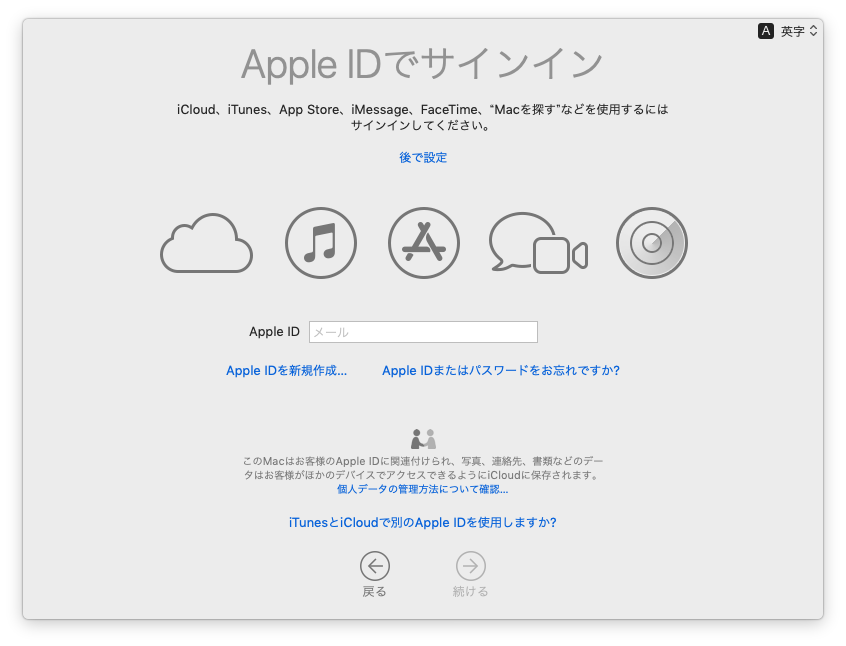 A 英字
Apple IDでサインイン
iCloud、iTunes、App Store、iMessage、FaceTime、“Macを探す”などを使用するには
サインインしてください。
後で設定
Apple ID メール
Apple IDを新規作成... Apple IDまたはパスワードをお忘れですか?
このMacはお客様のApple IDに関連付けられ、写真、連絡先、書類などのデー
タはお客様がほかのデバイスでアクセスできるようにiCloudに保存されます。
個人データの管理方法について確認...
iTunesとiCloudで別のApple IDを使用しますか?
戻る 続ける